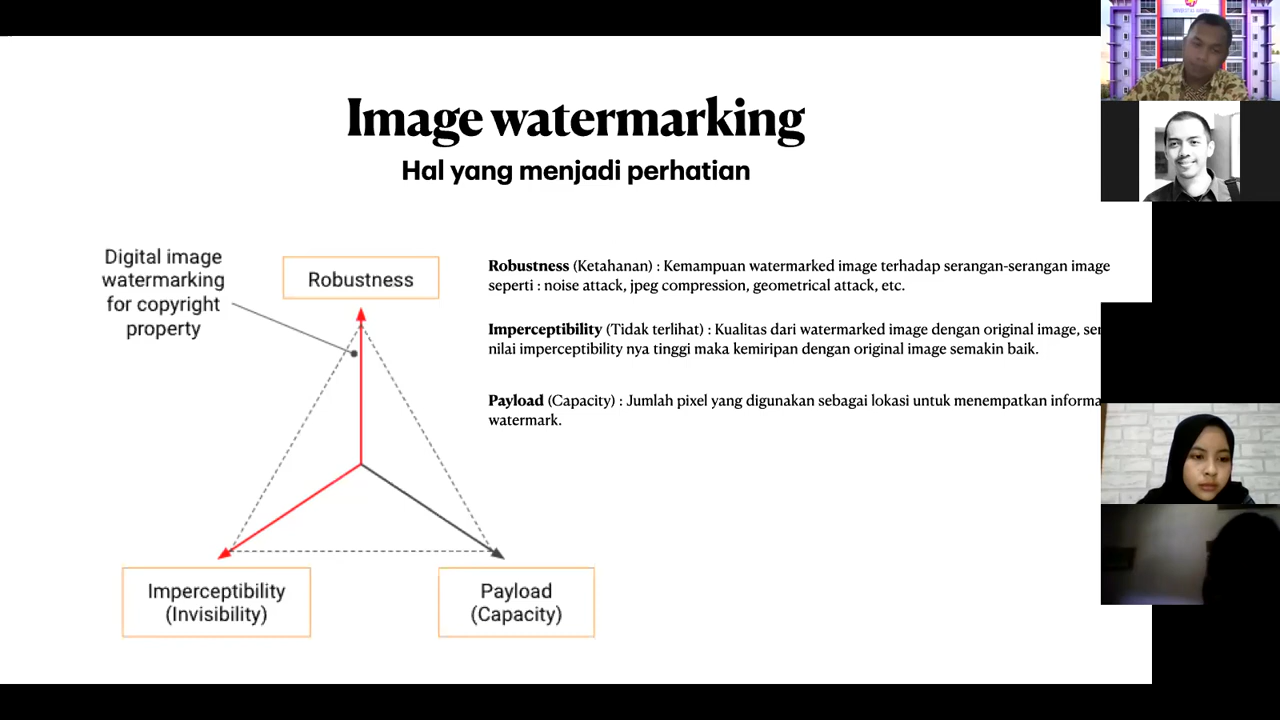 Image watermarking
Hal yang menjadi perhatian
Digital image
watermarking
for copyright
property
Robustness
Robustness (Ketahanan) : Kemampuan watermarked image terhadap serangan-serangan image
seperti : noise attack, jpeg compression, geometrical attack, etc.
Imperceptibility (Tidak terlihat) : Kualitas dari watermarked image dengan original image,
nilai imperceptibility nya tinggi maka kemiripan dengan original image semakin baik.
Payload (Capacity) : Jumlah pixel yang digunakan sebagai lokasi untuk menempatkan
watermark.
Imperceptibility
(Invisibility)
Payload
(Capacity)